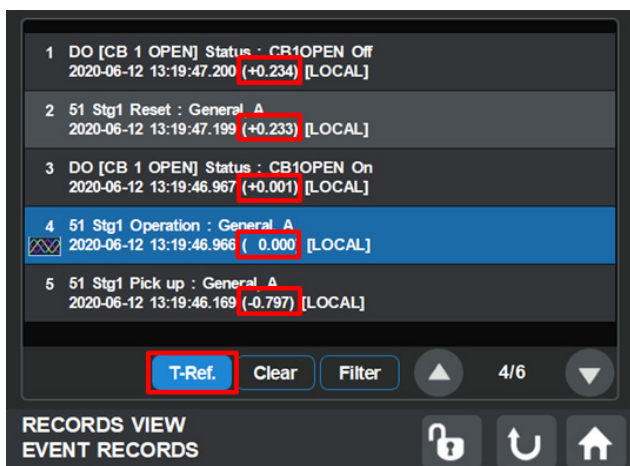 1 DO [CB 1 OPEN] Status : CB1OPEN Off
2020-06-12 13:19:47.200 (+0.234) [LOCAL]
2 51 Stg1 Reset : General, A
2020-06-12 13:19:47.199 (+0.233) [LOCAL]
3 DO [CB 1 OPEN] Status : CB1OPEN On
2020-06-12 13:19:46.967 (+0.001) [LOCAL]
4 51 Stg1 Operation : General, A
2020-06-12 13:19:46.966 ( 0.000) [LOCAL]
5 51 Stg1 Pick up : General, A
2020-06-12 13:19:46.169 (-0.797) [LOCAL]
T-Ref. Clear Filter 4/6
RECORDS VIEW
EVENT RECORDS